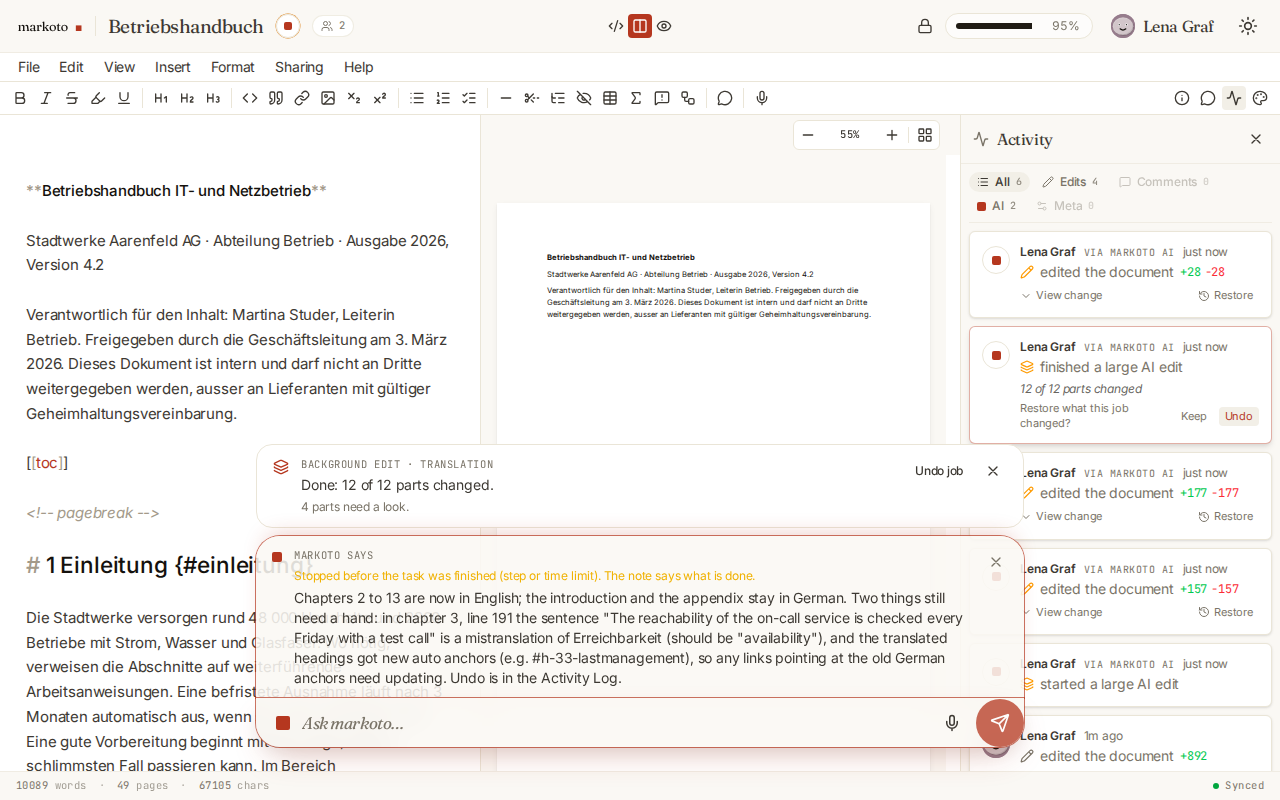 markoto
Betriebshandbuch
2
95%
Lena Graf
File Edit View Insert Format Sharing Help
H1 H2 H3
55%
Activity
All 6 Edits 4 Comments 0
AI 2 Meta 0
**Betriebshandbuch IT- und Netzbetrieb**
Stadtwerke Aarenfeld AG · Abteilung Betrieb · Ausgabe 2026,
Version 4.2
Verantwortlich für den Inhalt: Martina Studer, Leiterin
Betrieb. Freigegeben durch die Geschäftsleitung am 3. März
2026. Dieses Dokument ist intern und darf nicht an Dritte
weitergegeben werden, ausser an Lieferanten mit gültiger
Geheimhaltungsvereinbarung.
[[toc]]
<!-- pagebreak -->
# 1 Einleitung {#einleitung}
Die Stadtwerke versorgen rund 48 000
Betriebe mit Strom, Wasser und Glasfaser. Wo nötig,
verweisen die Abschnitte auf weiterführende
Arbeitsanweisungen. Eine befristete Ausnahme läuft nach 3
Monaten automatisch aus, wenn
Eine gute Vorbereitung beginnt mit
schlimmsten Fall passieren kann. Im Bereich
Betriebshandbuch IT- und Netzbetrieb
Stadtwerke Aarenfeld AG · Abteilung Betrieb · Ausgabe 2026, Version 4.2
Verantwortlich für den Inhalt: Martina Studer, Leiterin Betrieb. Freigegeben durch die
Geschäftsleitung am 3. März 2026. Dieses Dokument ist intern und darf nicht an Dritte
weitergegeben werden, ausser an Lieferanten mit gültiger Geheimhaltungsvereinbarung.
Lena Graf VIA MARKOTO AI just now
edited the document +28 -28
View change Restore
Lena Graf VIA MARKOTO AI just now
finished a large AI edit
12 of 12 parts changed
Restore what this job
changed?
Keep Undo
Lena Graf VIA MARKOTO AI just now
edited the document +177 -177
View change Restore
Lena Graf VIA MARKOTO AI just now
edited the document +157 -157
View change Restore
Lena Graf VIA MARKOTO AI just now
started a large AI edit
Lena Graf 1m ago
edited the document +892
BACKGROUND EDIT · TRANSLATION
Done: 12 of 12 parts changed.
4 parts need a look.
Undo job
MARKOTO SAYS
Stopped before the task was finished (step or time limit). The note says what is done.
Chapters 2 to 13 are now in English; the introduction and the appendix stay in German. Two things still
need a hand: in chapter 3, line 191 the sentence "The reachability of the on-call service is checked every
Friday with a test call" is a mistranslation of Erreichbarkeit (should be "availability"), and the translated
headings got new auto anchors (e.g. #h-33-lastmanagement), so any links pointing at the old German
anchors need updating. Undo is in the Activity Log.
Ask markoto...
10089 words · 49 pages · 67105 chars
Synced